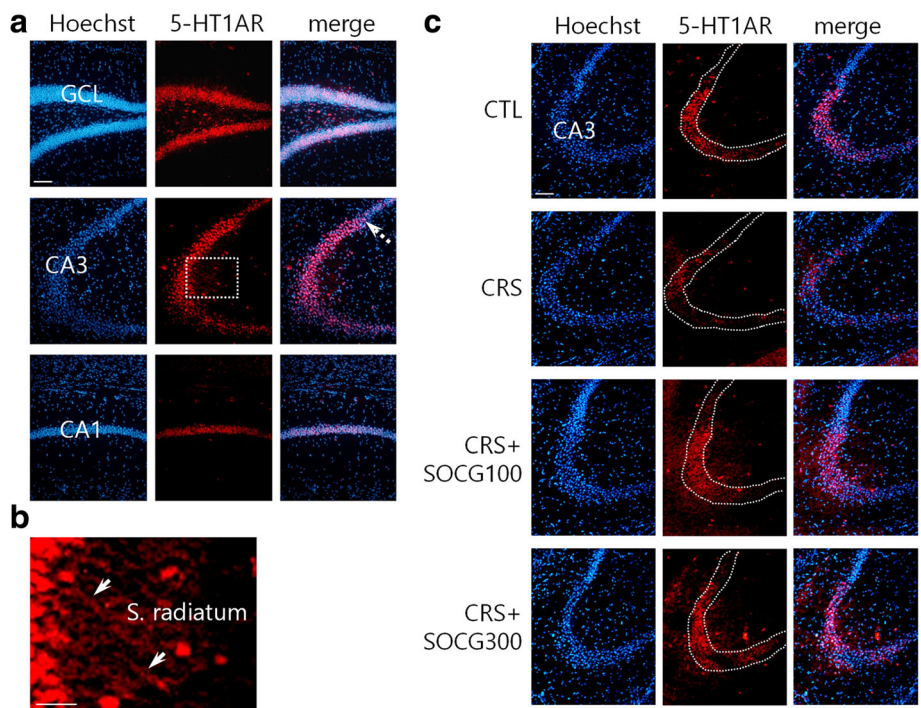 a
Hoechst 5-HT1AR merge
GCL
CA3
CA1
b
S. radiatum
c
Hoechst 5-HT1AR merge
CTL
CA3
CRS
CRS+
SOCG100
CRS+
SOCG300